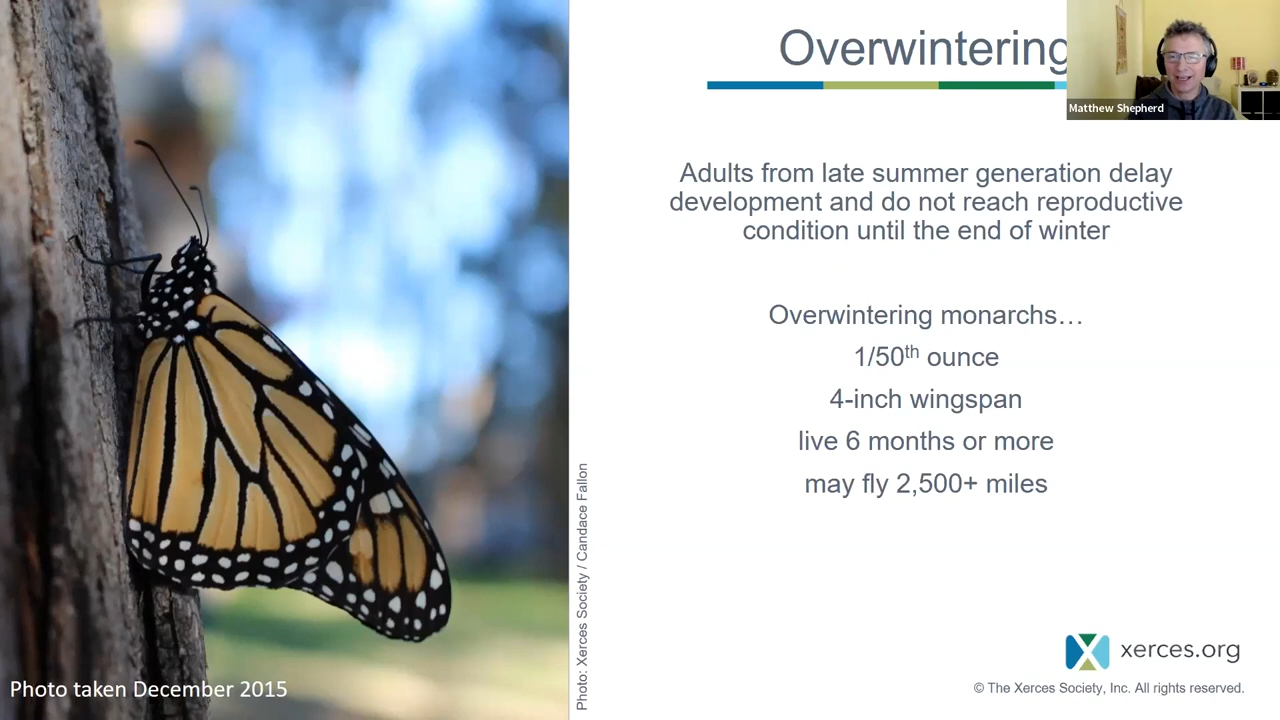 Overwintering
Matthew Shepherd
Adults from late summer generation delay
development and do not reach reproductive
condition until the end of winter
Overwintering monarchs…
1/50th ounce
4-inch wingspan
live 6 months or more
may fly 2,500+ miles
Photo: Xerces Society / Candace Fallon
Photo taken December 2015
xerces.org
© The Xerces Society, Inc. All rights reserved.